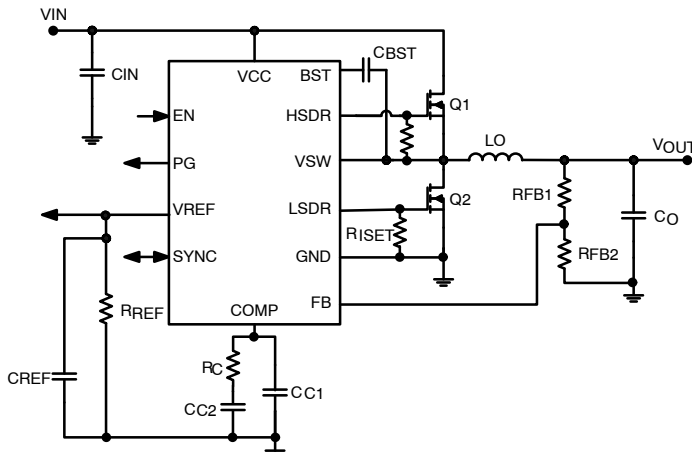 VIN
CBST
VCC
BST
CIN
Q1
EN
HSDR
LO
VOUT
PG
VSW
RFB1
VREF
LSDR
Q2
CO
RISET
SYNC
GND
RFB2
RREF
COMP
FB
CREF
RC
CC1
CC2